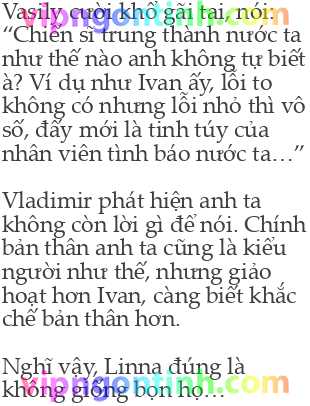 Vasily cười khổ gãi tai, nói:
“Chiến sĩ trung thành nước ta
như thế nào anh không tự biết
à? Ví dụ như Ivan ấy, lỗi to
không có nhưng lỗi nhỏ thì vô
số, đấy mới là tinh túy của
nhân viên tình báo nước ta…”
Vladimir phát hiện anh ta
không còn lời gì để nói. Chính
bản thân anh ta cũng là kiểu
người như thế, nhưng giảo
hoạt hơn Ivan, càng biết khắc
chế bản thân hơn.
Nghĩ vậy, Linna đúng là
không giống bọn họ…
vipngontinh.com
vipngontinh.com